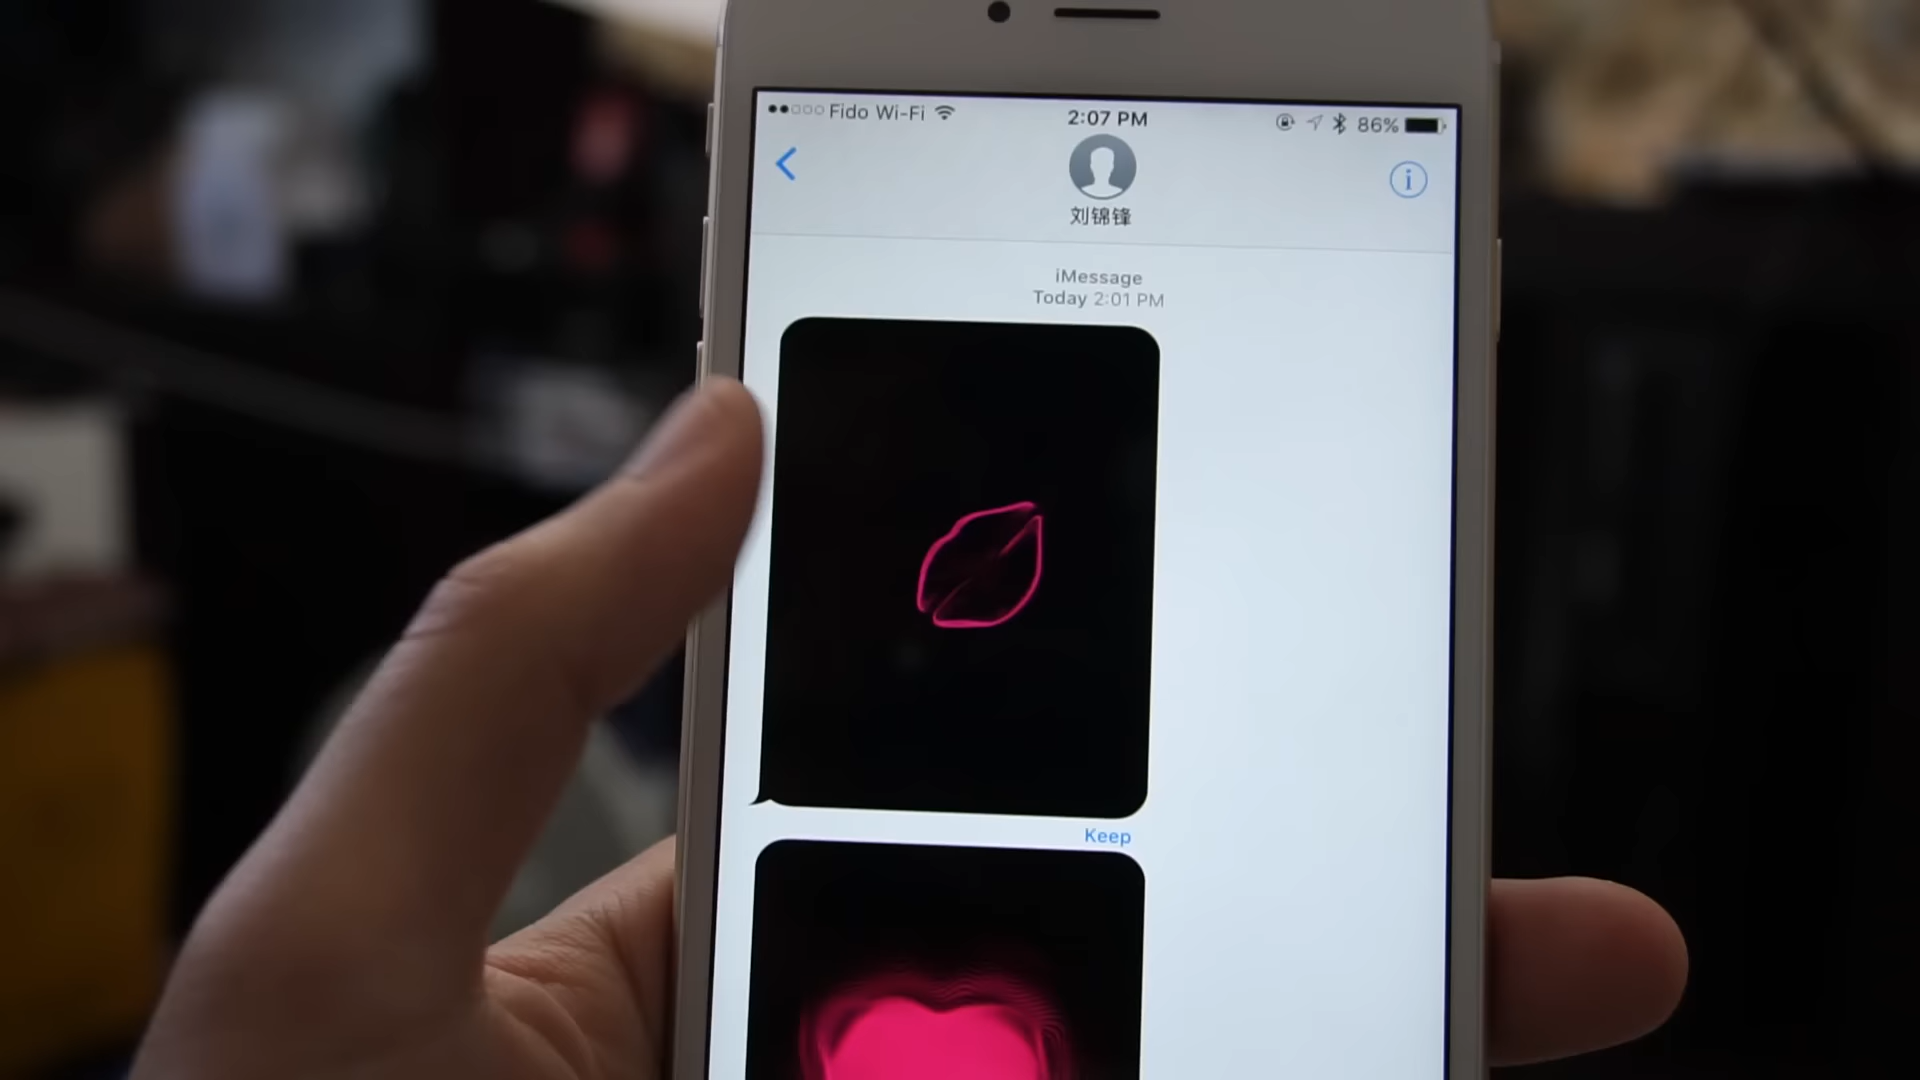 Fido Wi-Fi 2:07 PM 86%
刘锦锋
iMessage
Today 2:01 PM
Keep